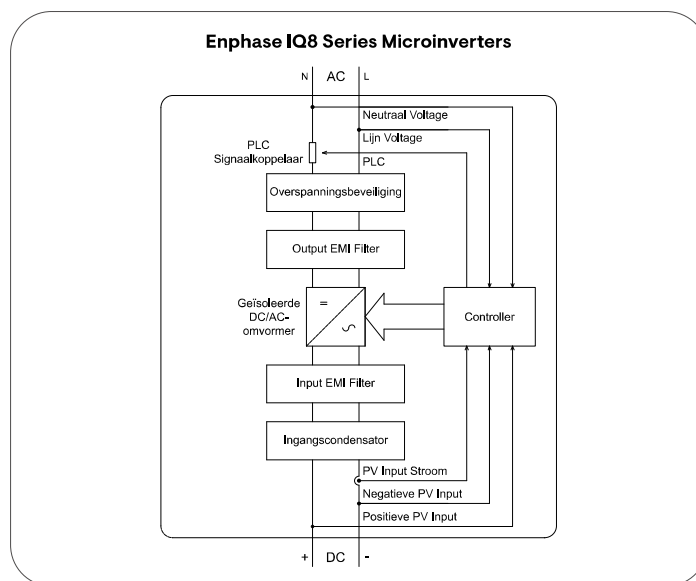 Enphase IQ8 Series Microinverters
N AC L
Neutraal Voltage
Lijn Voltage
PLC
Signaalkoppelaar
PLC
Overspanningsbeveiliging
Output EMI Filter
Geïsoleerde
DC/AC-
omvormer
=
∿
Controller
Input EMI Filter
Ingangscondensator
PV Input Stroom
Negatieve PV Input
Positieve PV Input
+ DC -